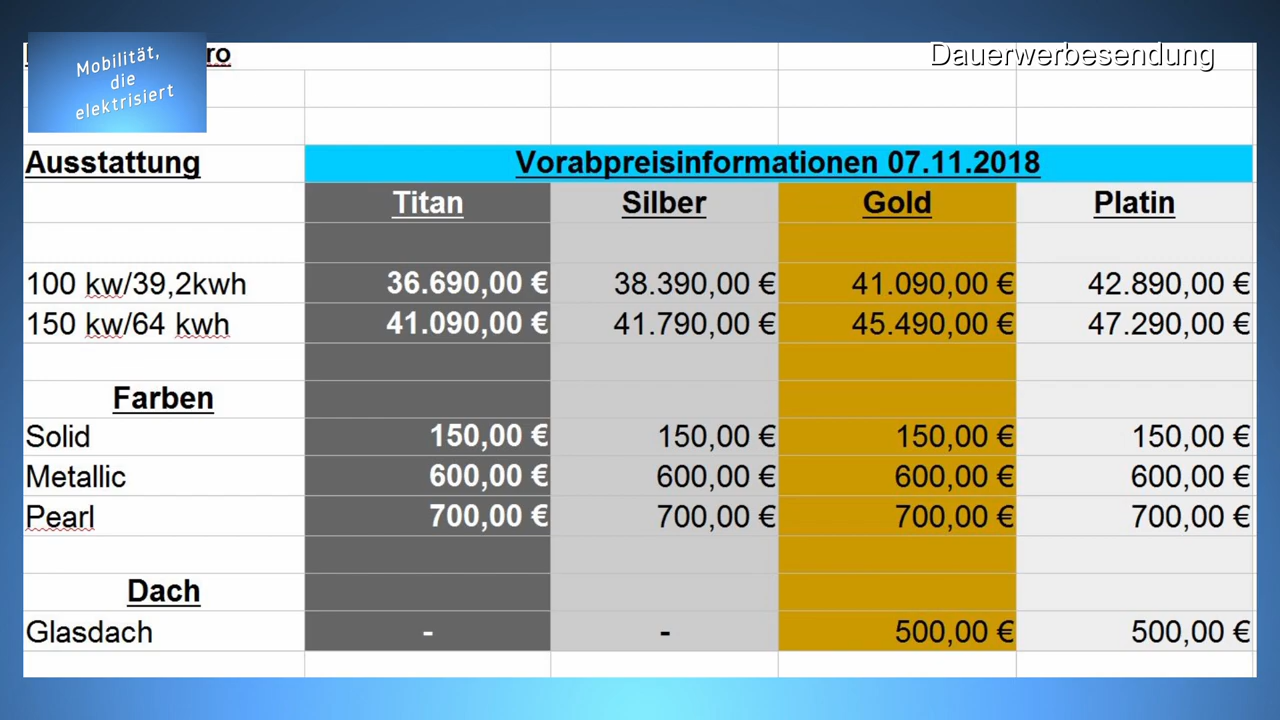 ro
Dauerwerbesendung
Mobilität,
die
elektrisiert
Ausstattung Vorabpreisinformationen 07.11.2018
Titan Silber Gold Platin
100 kw/39,2kwh 36.690,00 € 38.390,00 € 41.090,00 € 42.890,00 €
150 kw/64 kwh 41.090,00 € 41.790,00 € 45.490,00 € 47.290,00 €
Farben
Solid 150,00 € 150,00 € 150,00 € 150,00 €
Metallic 600,00 € 600,00 € 600,00 € 600,00 €
Pearl 700,00 € 700,00 € 700,00 € 700,00 €
Dach
Glasdach - - 500,00 € 500,00 €